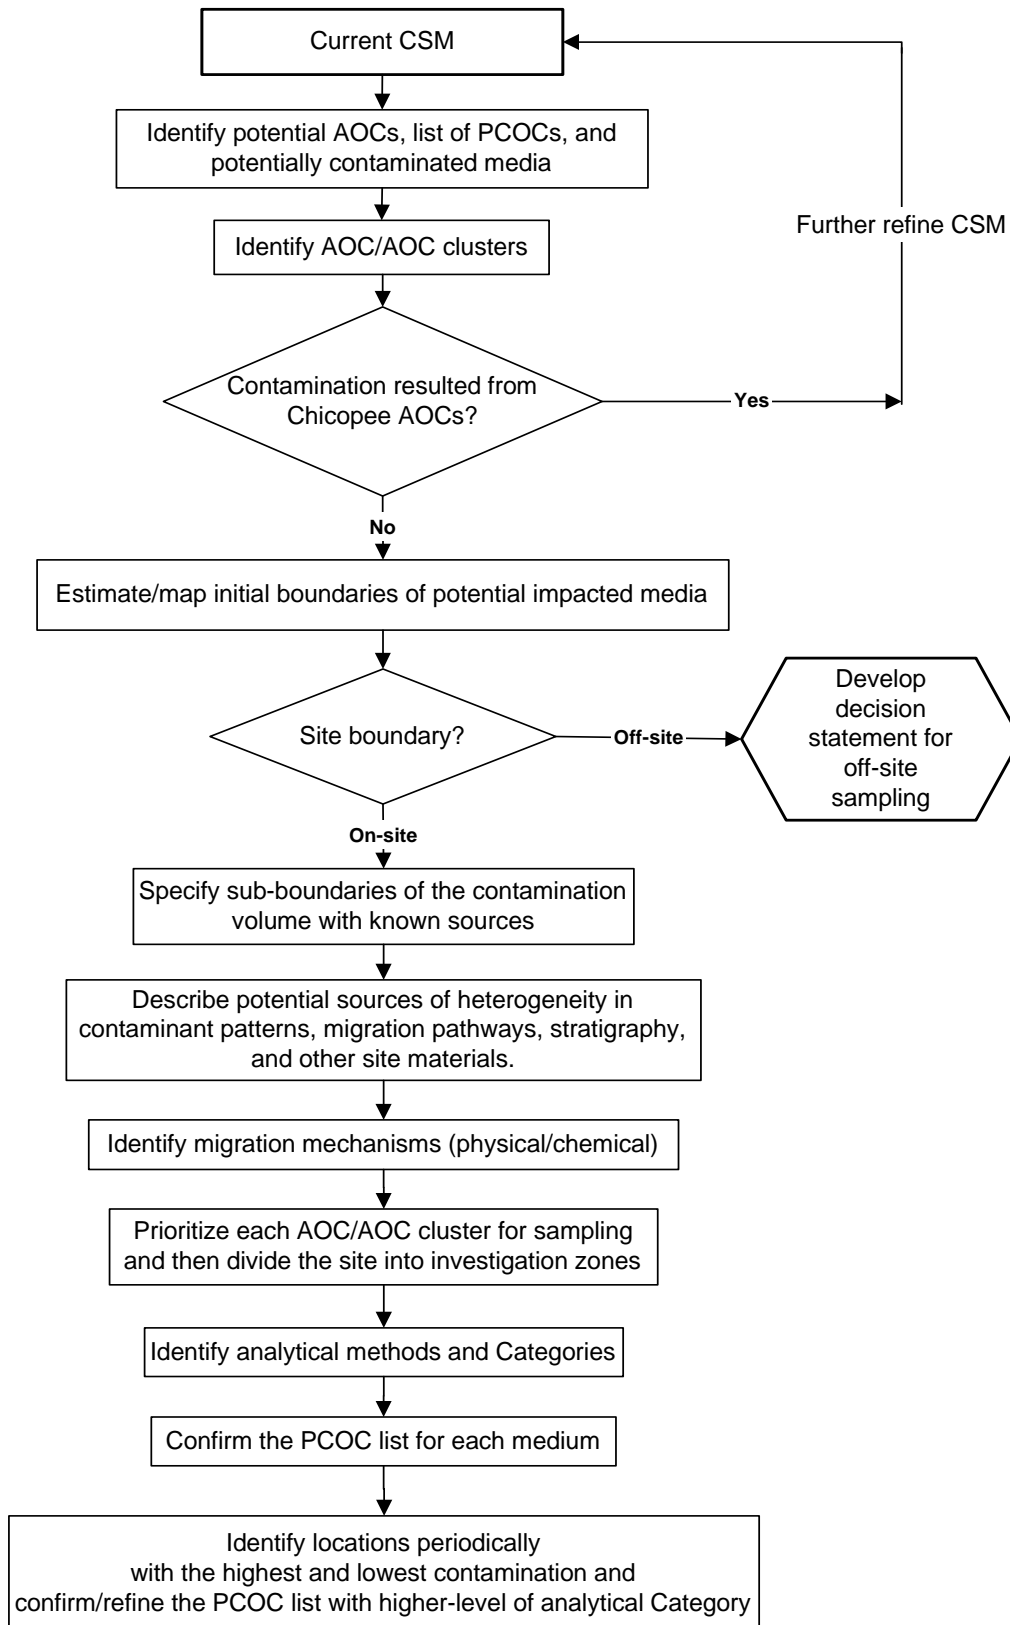 Current CSM
Identify potential AOCs, list of PCOCs, and
potentially contaminated media
Further refine CSM
Identify AOC/AOC clusters
Contamination resulted from
Chicopee AOCs?
Yes
No
Estimate/map initial boundaries of potential impacted media
Site boundary?
Off-site
Develop
decision
statement for
off-site
sampling
On-site
Specify sub-boundaries of the contamination
volume with known sources
Describe potential sources of heterogeneity in
contaminant patterns, migration pathways, stratigraphy,
and other site materials.
Identify migration mechanisms (physical/chemical)
Prioritize each AOC/AOC cluster for sampling
and then divide the site into investigation zones
Identify analytical methods and Categories
Confirm the PCOC list for each medium
Identify locations periodically
with the highest and lowest contamination and
confirm/refine the PCOC list with higher-level of analytical Category